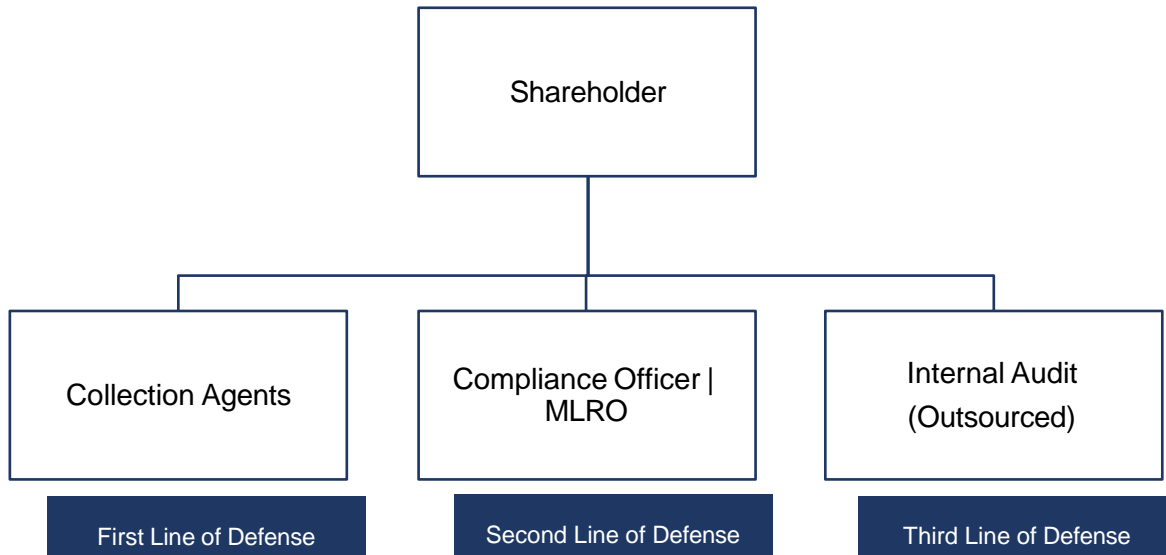 Shareholder
Collection Agents
Compliance Officer |
MLRO
Internal Audit
(Outsourced)
First Line of Defense
Second Line of Defense
Third Line of Defense